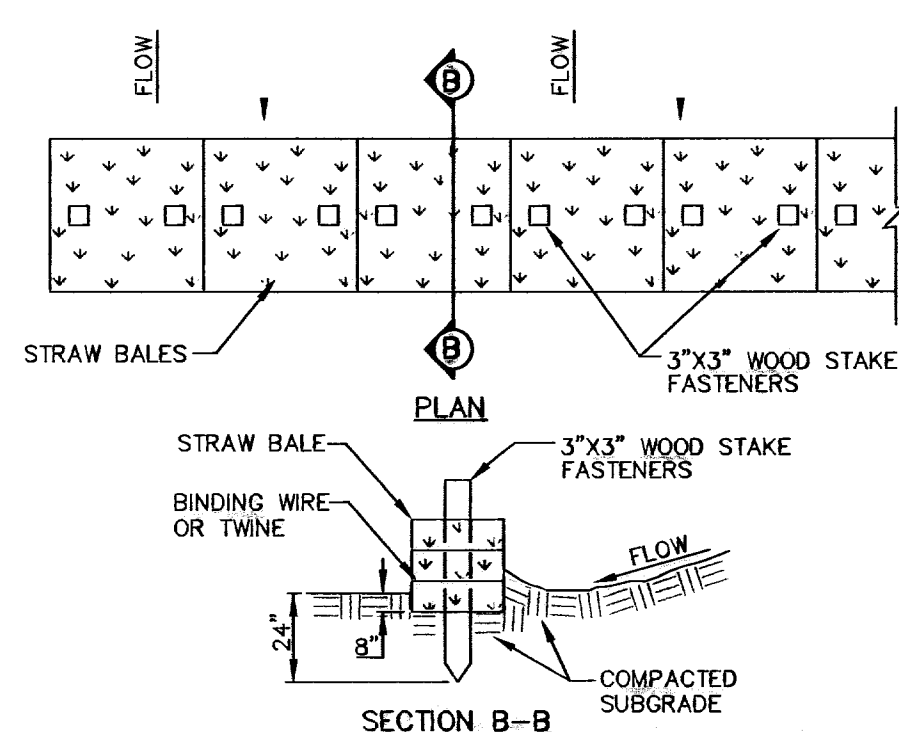 FLOW
FLOW
B
B
STRAW BALES
3"X3" WOOD STAKE
FASTENERS
PLAN
STRAW BALE
3"X3" WOOD STAKE
FASTENERS
BINDING WIRE
OR TWINE
FLOW
24"
8"
COMPACTED
SUBGRADE
SECTION B-B